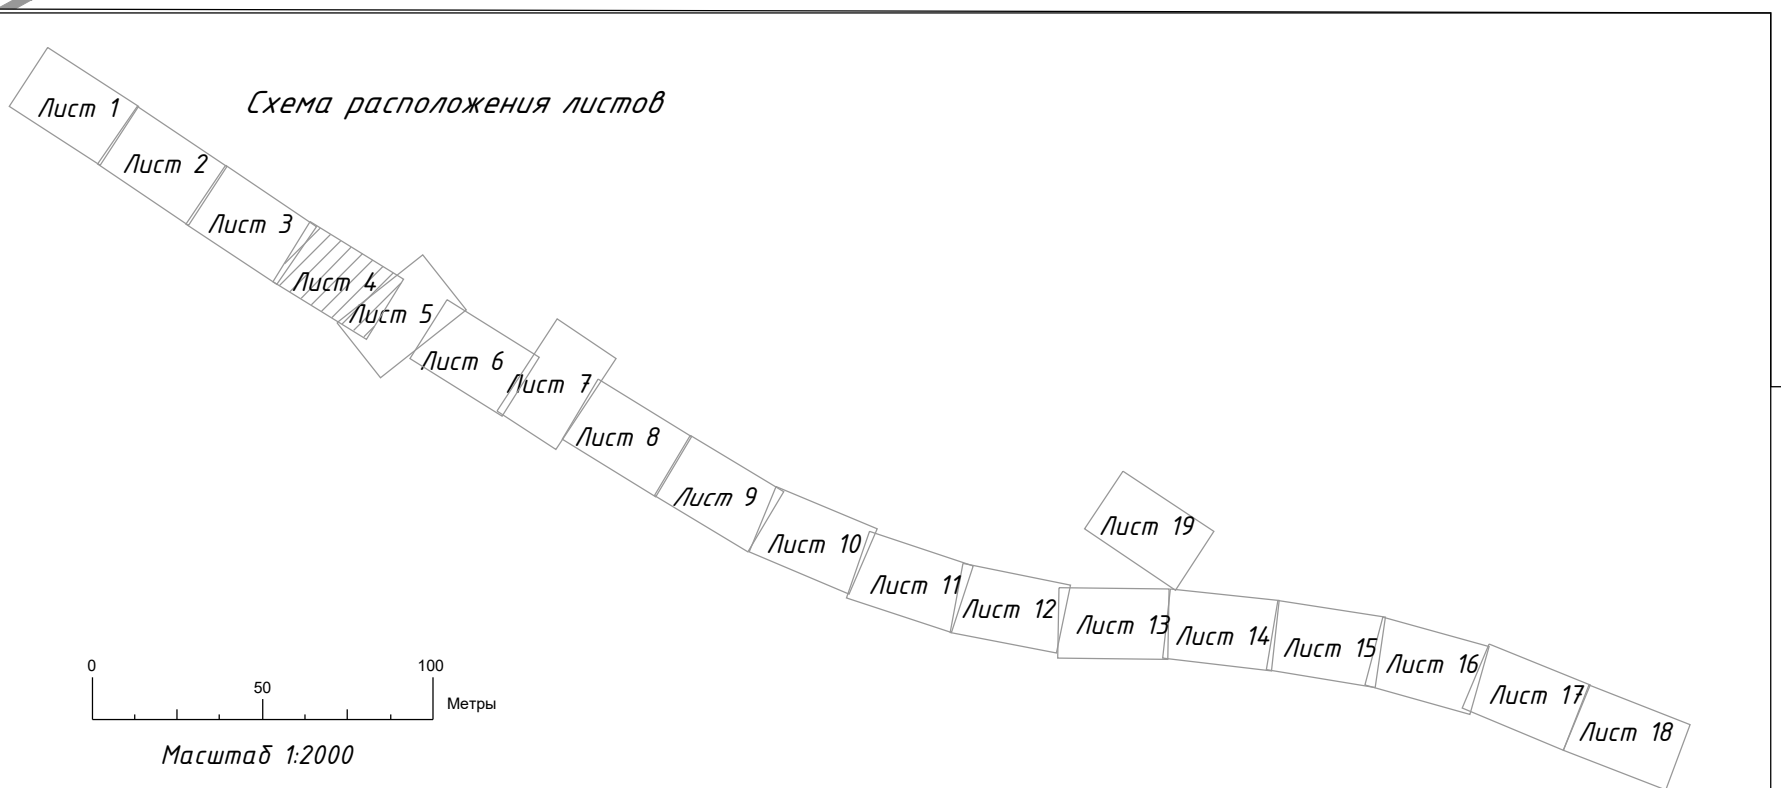 Схема расположения листов
Лист 1
Лист 2
Лист 3
Лист 4
Лист 5
Лист 6
Лист 7
Лист 8
Лист 9
Лист 10
Лист 11
Лист 12
Лист 13
Лист 14
Лист 15
Лист 16
Лист 17
Лист 18
Лист 19
0 50 100
Метры
Масштаб 1:2000